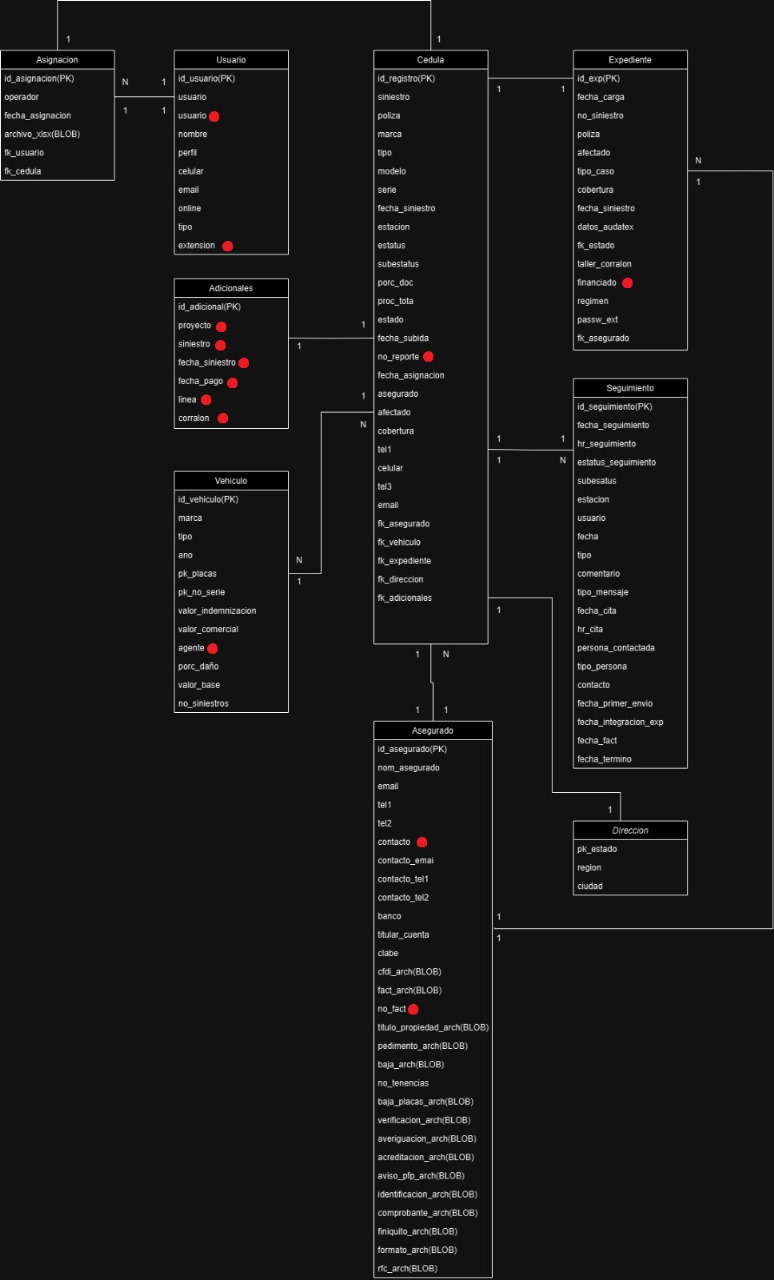 1
1
Asignacion
id_asignacion(PK)
operador
fecha_asignacion
archivo_xlsx(BLOB)
fk_usuario
fk_cedula
N
1
1
1
Usuario
id_usuario(PK)
usuario
usuario
nombre
perfil
celular
email
online
tipo
extension
Adicionales
id_adicional(PK)
proyecto
siniestro
fecha_siniestro
fecha_pago
linea
corralon
1
1
Vehiculo
id_vehiculo(PK)
marca
tipo
ano
pk_placas
pk_no_serie
valor_indemnizacion
valor_comercial
agente
porc_daño
valor_base
no_siniestros
1
N
N
1
Cedula
id_registro(PK)
siniestro
poliza
marca
tipo
modelo
serie
fecha_siniestro
estacion
estatus
subestatus
porc_doc
proc_tota
estado
fecha_subida
no_reporte
fecha_asignacion
asegurado
afectado
cobertura
tel1
celular
tel3
email
fk_asegurado
fk_vehiculo
fk_expediente
fk_direccion
fk_adicionales
1
1
Expediente
id_exp(PK)
fecha_carga
no_siniestro
poliza
afectado
tipo_caso
cobertura
fecha_siniestro
datos_audatex
fk_estado
taller_corralon
financiado
regimen
passw_ext
fk_asegurado
N
1
1
1
1
N
Seguimiento
id_seguimiento(PK)
fecha_seguimiento
hr_seguimiento
estatus_seguimiento
subesatus
estacion
usuario
fecha
tipo
comentario
tipo_mensaje
fecha_cita
hr_cita
persona_contactada
tipo_persona
contacto
fecha_primer_envio
fecha_integracion_exp
fecha_fact
fecha_termino
1
1
Direccion
pk_estado
region
ciudad
1
N
1
1
Asegurado
id_asegurado(PK)
nom_asegurado
email
tel1
tel2
contacto
contacto_emai
contacto_tel1
contacto_tel2
banco
titular_cuenta
clabe
cfdi_arch(BLOB)
fact_arch(BLOB)
no_fact
titulo_propiedad_arch(BLOB)
pedimento_arch(BLOB)
baja_arch(BLOB)
no_tenencias
baja_placas_arch(BLOB)
verificacion_arch(BLOB)
averiguacion_arch(BLOB)
acreditacion_arch(BLOB)
aviso_pfp_arch(BLOB)
identificacion_arch(BLOB)
comprobante_arch(BLOB)
finiquito_arch(BLOB)
formato_arch(BLOB)
rfc_arch(BLOB)
1
1